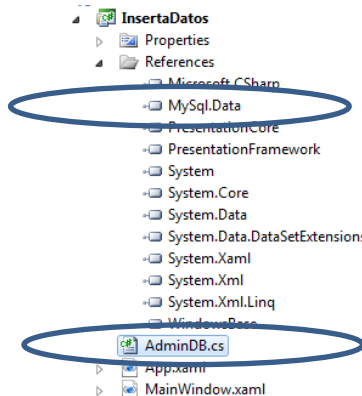 InsertaDatos
Properties
References
Microsoft.CSharp
MySql.Data
PresentationCore
PresentationFramework
System
System.Core
System.Data
System.Data.DataSetExtensions
System.Xaml
System.Xml
System.Xml.Linq
WindowsBase
AdminDB.cs
App.xaml
MainWindow.xaml